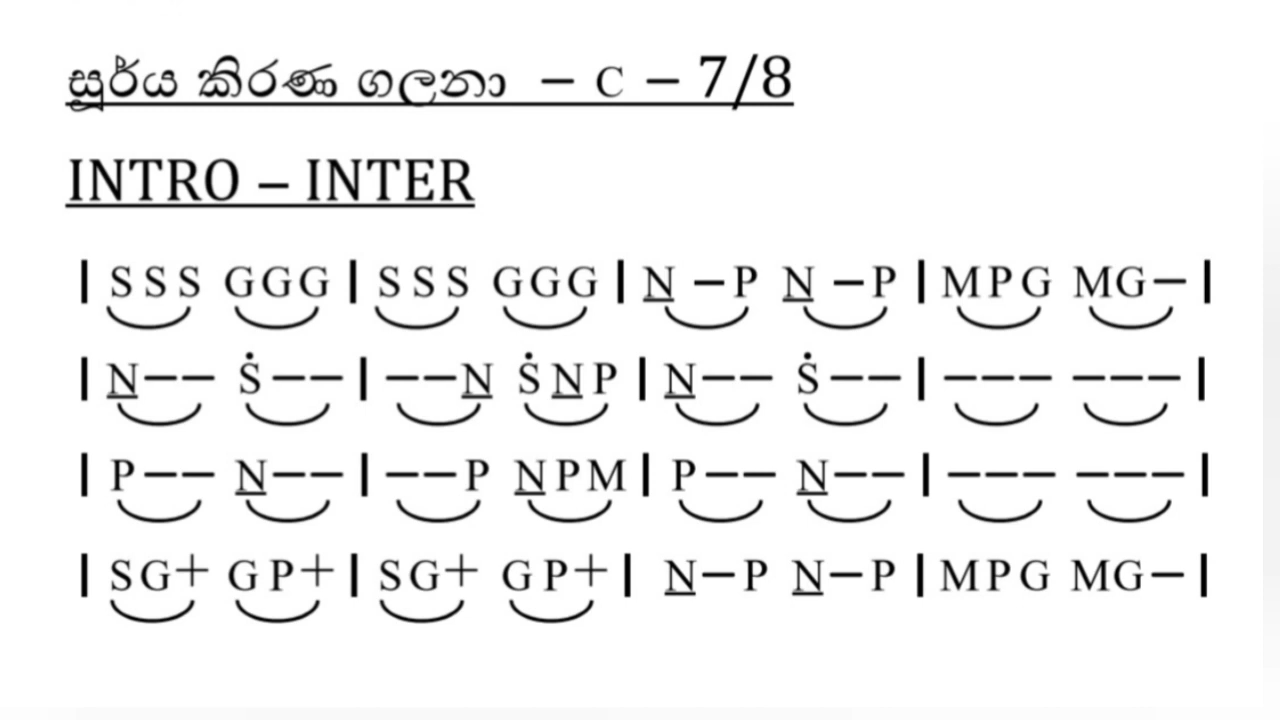 සූර්ය කිරණ ගලනා – C – 7/8
INTRO – INTER
| S S S G G G | S S S G G G | N – P N – P | M P G M G – |
| N – – Ṡ – – | – – N Ṡ N P | N – – Ṡ – – | – – – – – – |
| P – – N – – | – – P N P M | P – – N – – | – – – – – – |
| S G + G P + | S G + G P + | N – P N – P | M P G M G – |